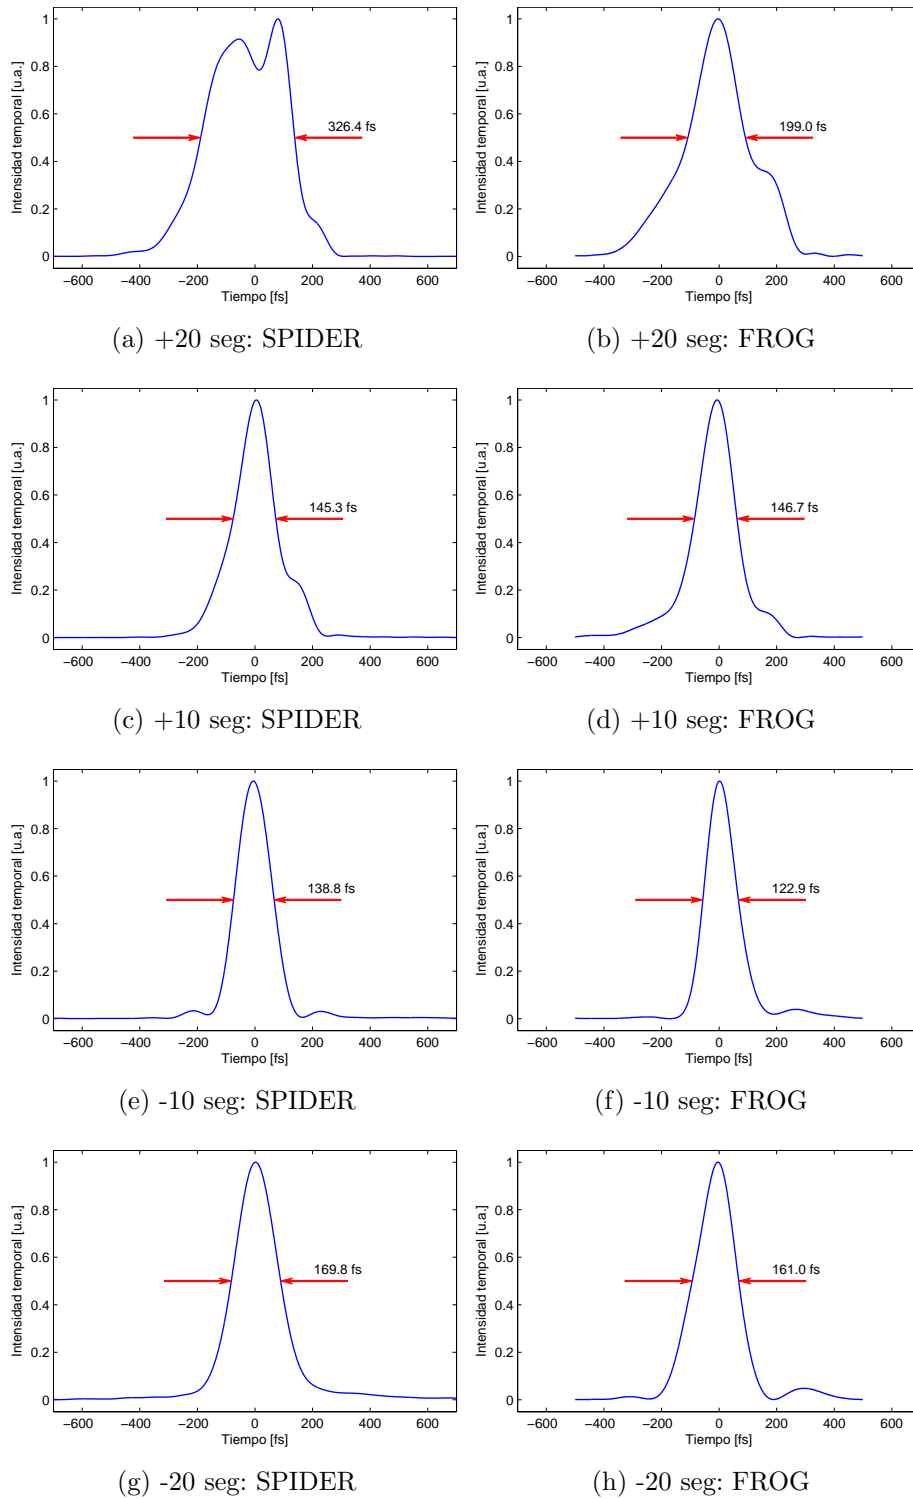 1
0.8
0.6
0.4
0.2
0
Intensidad temporal [u.a.]
326.4 fs
−600 −400 −200 0 200 400 600
Tiempo [fs]
(a) +20 seg: SPIDER
1
0.8
0.6
0.4
0.2
0
Intensidad temporal [u.a.]
199.0 fs
−600 −400 −200 0 200 400 600
Tiempo [fs]
(b) +20 seg: FROG
1
0.8
0.6
0.4
0.2
0
Intensidad temporal [u.a.]
145.3 fs
−600 −400 −200 0 200 400 600
Tiempo [fs]
(c) +10 seg: SPIDER
1
0.8
0.6
0.4
0.2
0
Intensidad temporal [u.a.]
146.7 fs
−600 −400 −200 0 200 400 600
Tiempo [fs]
(d) +10 seg: FROG
1
0.8
0.6
0.4
0.2
0
Intensidad temporal [u.a.]
138.8 fs
−600 −400 −200 0 200 400 600
Tiempo [fs]
(e) -10 seg: SPIDER
1
0.8
0.6
0.4
0.2
0
Intensidad temporal [u.a.]
122.9 fs
−600 −400 −200 0 200 400 600
Tiempo [fs]
(f) -10 seg: FROG
1
0.8
0.6
0.4
0.2
0
Intensidad temporal [u.a.]
169.8 fs
−600 −400 −200 0 200 400 600
Tiempo [fs]
(g) -20 seg: SPIDER
1
0.8
0.6
0.4
0.2
0
Intensidad temporal [u.a.]
161.0 fs
−600 −400 −200 0 200 400 600
Tiempo [fs]
(h) -20 seg: FROG